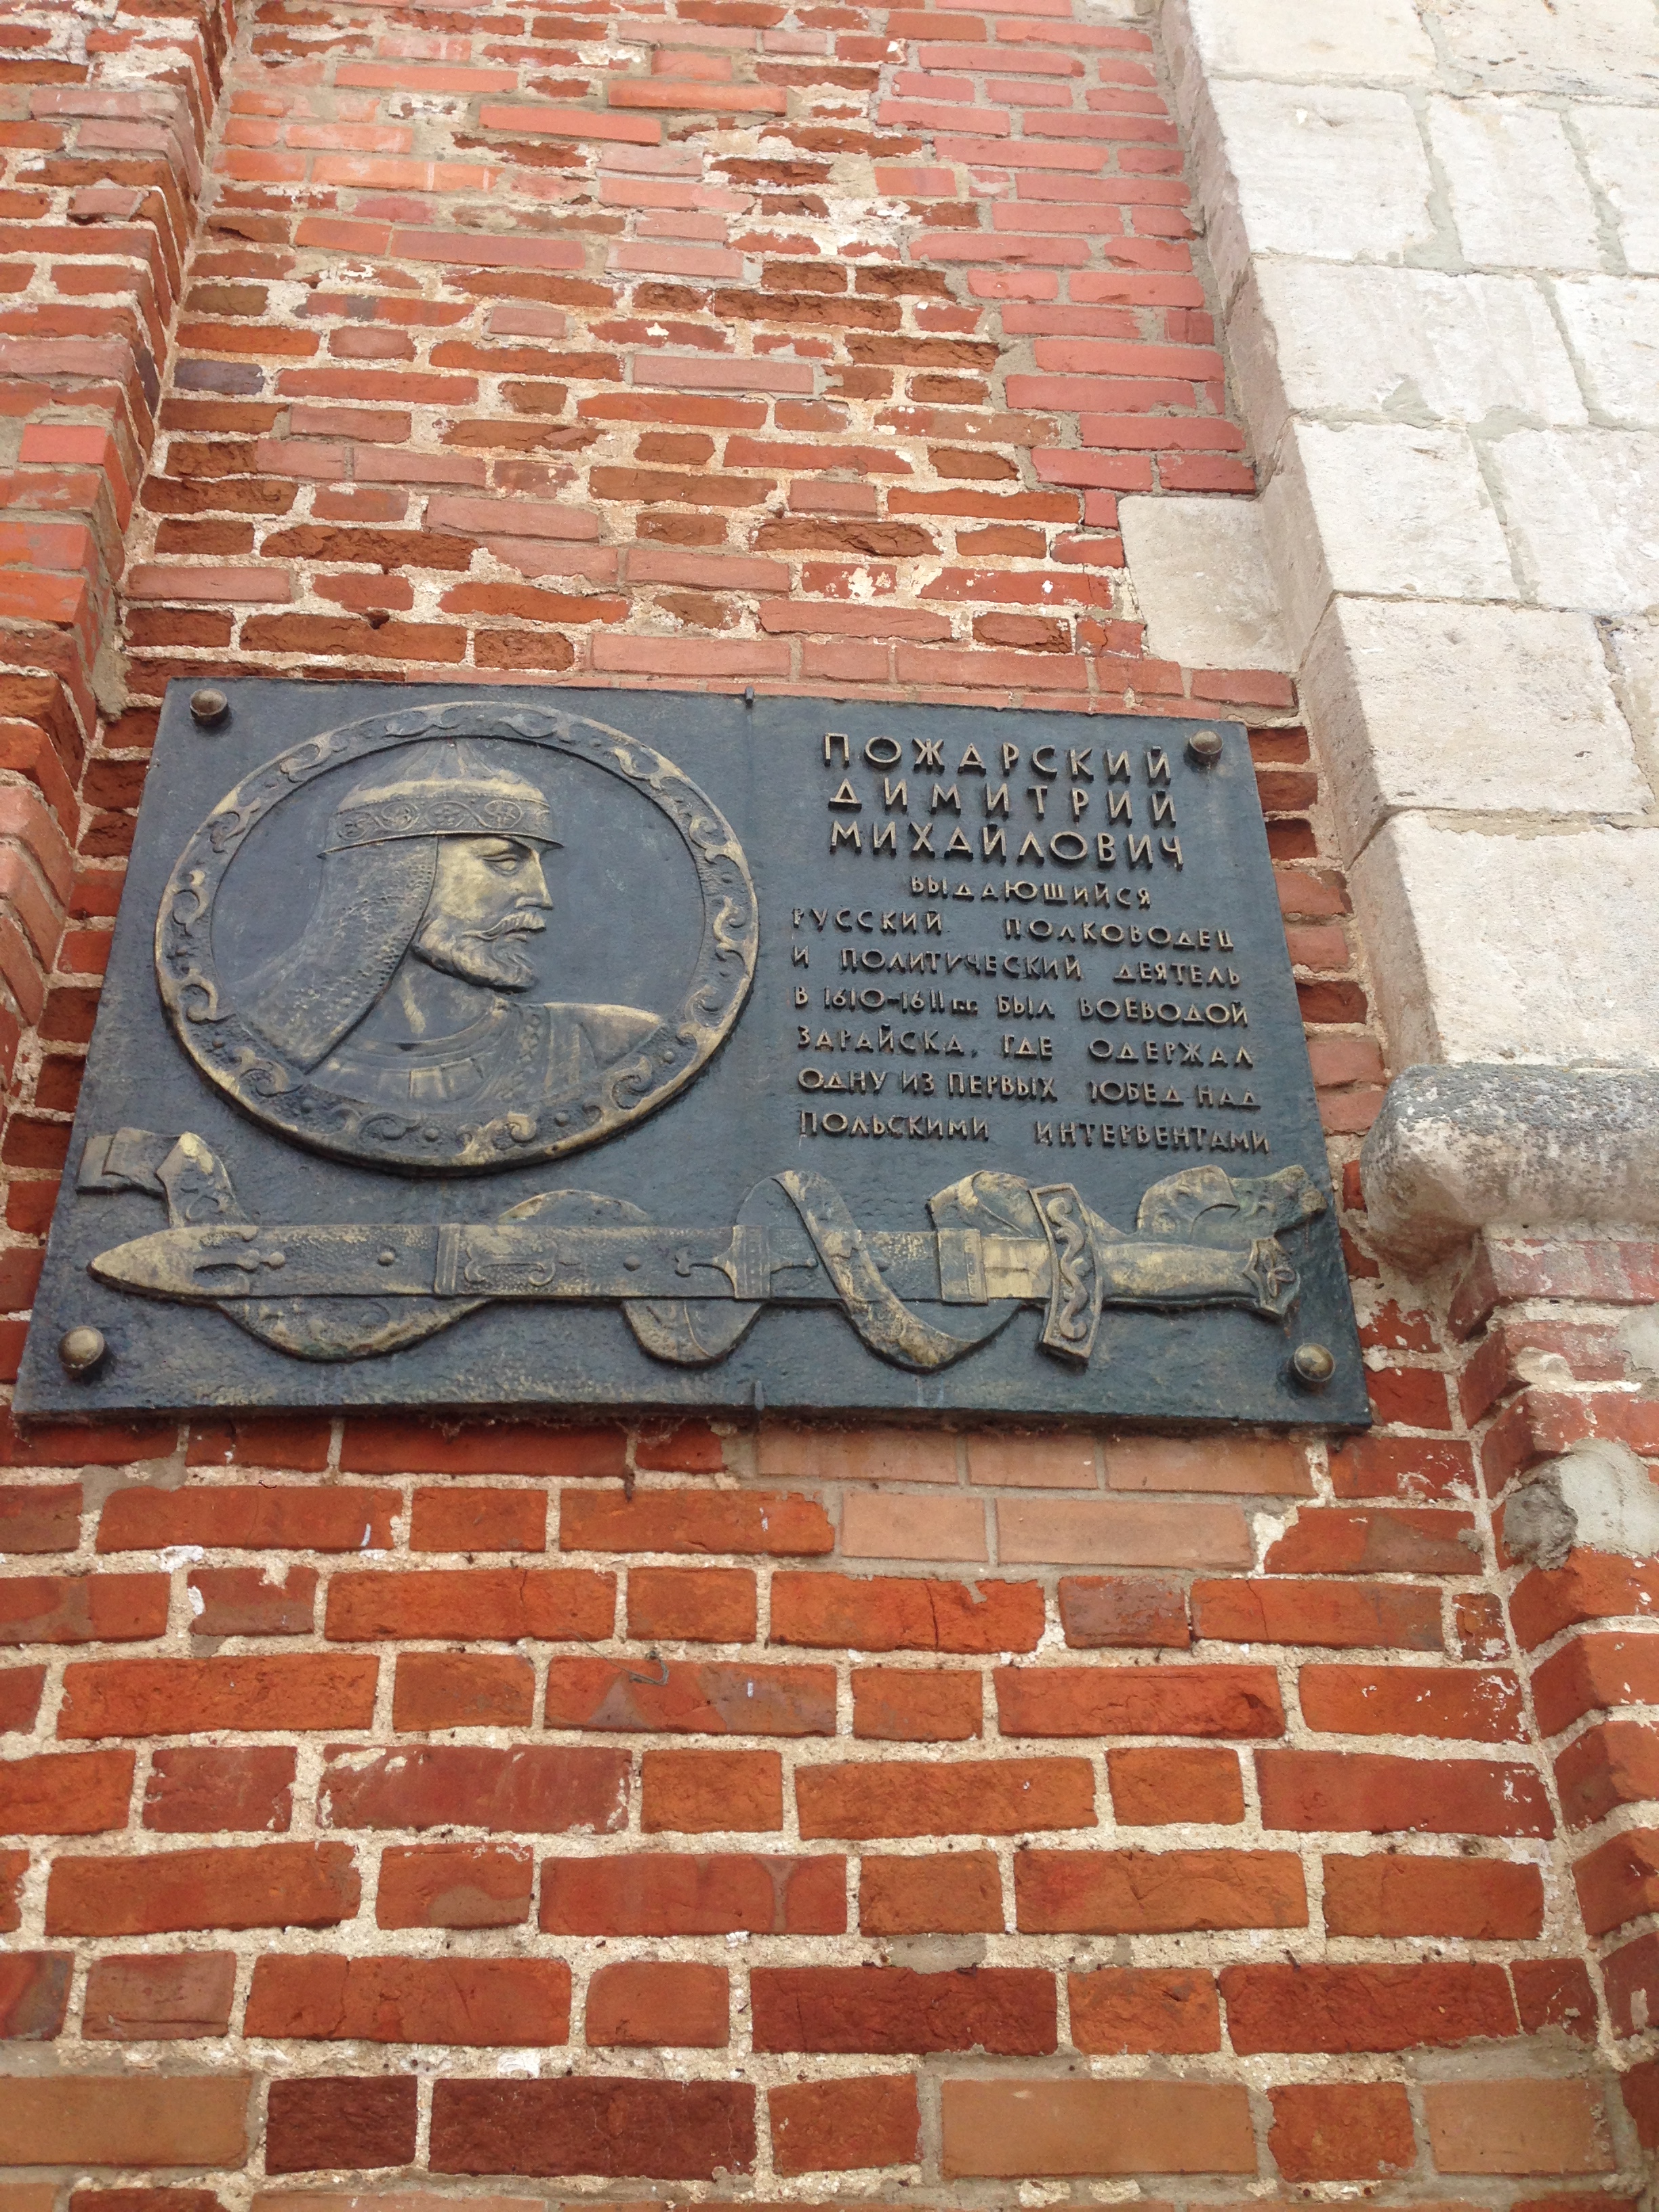 ПОЖАРСКИЙ
ДИМИТРИЙ
МИХАЙЛОВИЧ
ВЫДАЮЩИЙСЯ
РУССКИЙ ПОЛКОВОДЕЦ
И ПОЛИТИЧЕСКИЙ ДЕЯТЕЛЬ
В 1610-1611 г.г. БЫЛ ВОЕВОДОЙ
ЗАРАЙСКА, ГДЕ ОДЕРЖАЛ
ОДНУ ИЗ ПЕРВЫХ ПОБЕД НАД
ПОЛЬСКИМИ ИНТЕРВЕНТАМИ